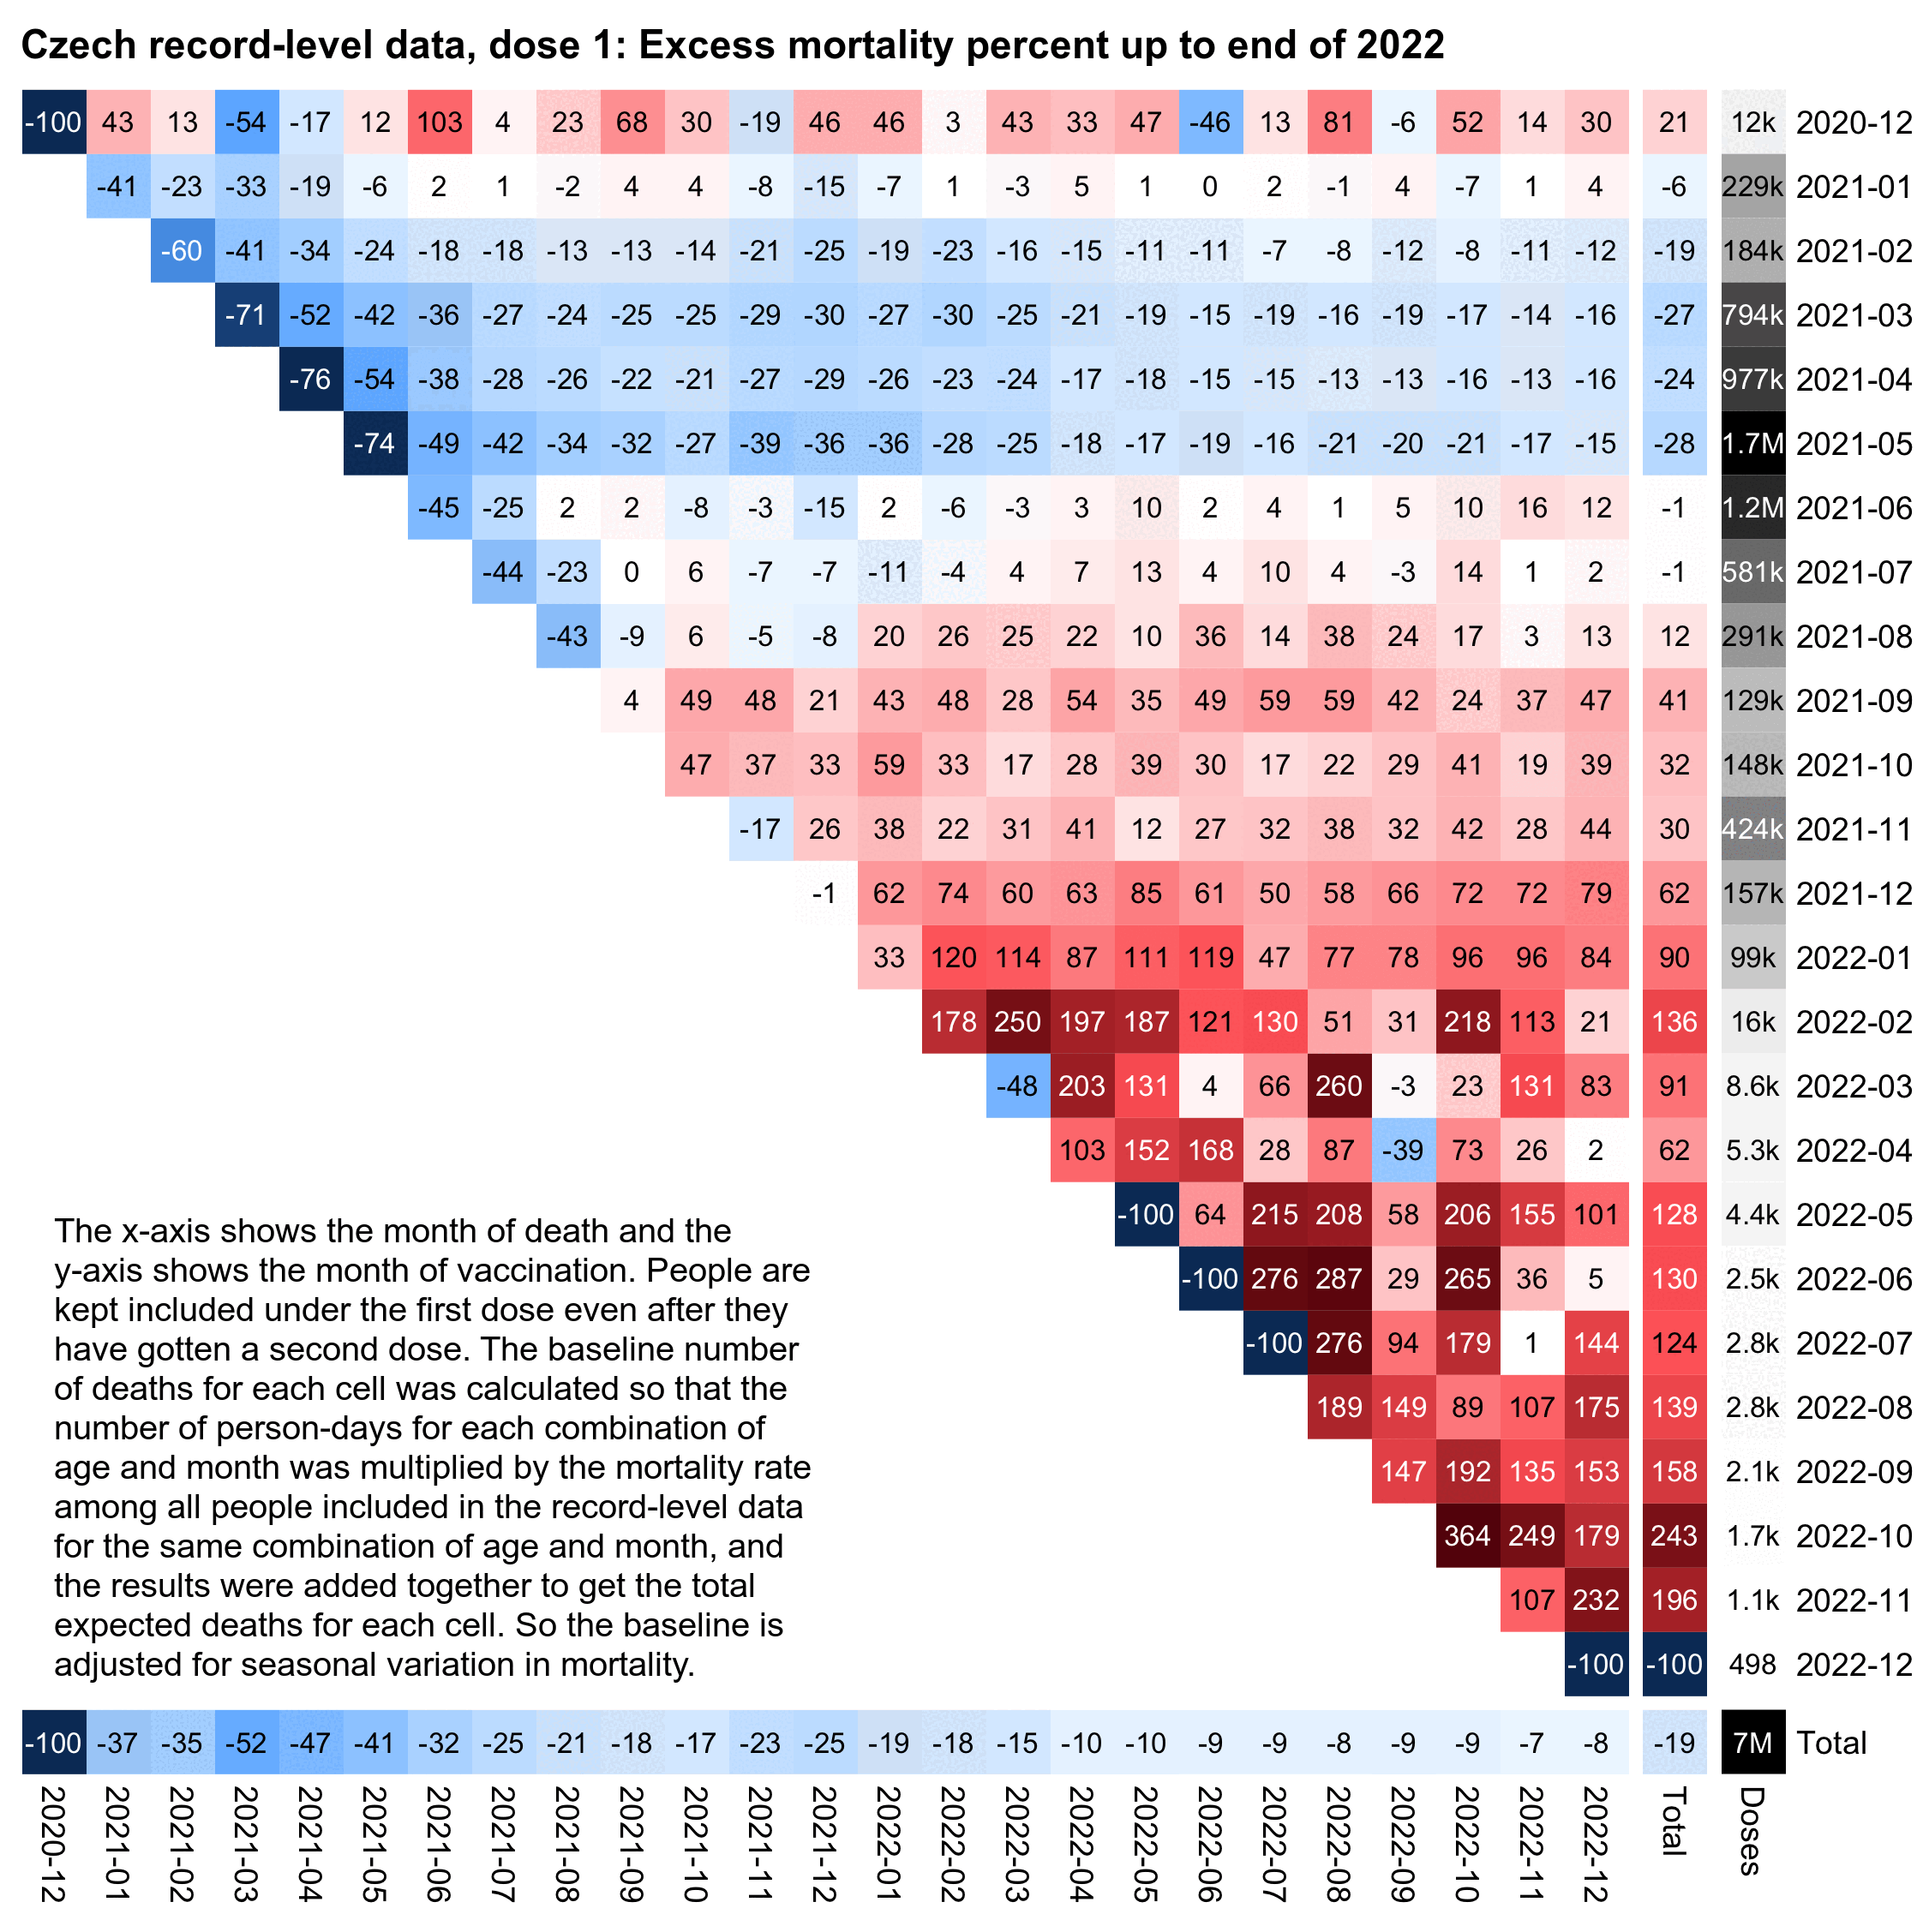 Czech record-level data, dose 1: Excess mortality percent up to end of 2022
-100 43 13 -54 -17 12 103 4 23 68 30 -19 46 46 3 43 33 47 -46 13 81 -6 52 14 30 21 12k 2020-12
-41 -23 -33 -19 -6 2 1 -2 4 4 -8 -15 -7 1 -3 5 1 0 2 -1 4 -7 1 4 -6 229k 2021-01
-60 -41 -34 -24 -18 -18 -13 -13 -14 -21 -25 -19 -23 -16 -15 -11 -11 -7 -8 -12 -8 -11 -12 -19 184k 2021-02
-71 -52 -42 -36 -27 -24 -25 -25 -29 -30 -27 -30 -25 -21 -19 -15 -19 -16 -19 -17 -14 -16 -27 794k 2021-03
-76 -54 -38 -28 -26 -22 -21 -27 -29 -26 -23 -24 -17 -18 -15 -15 -13 -13 -16 -13 -16 -24 977k 2021-04
-74 -49 -42 -34 -32 -27 -39 -36 -36 -28 -25 -18 -17 -19 -16 -21 -20 -21 -17 -15 -28 1.7M 2021-05
-45 -25 2 2 -8 -3 -15 2 -6 -3 3 10 2 4 1 5 10 16 12 -1 1.2M 2021-06
-44 -23 0 6 -7 -7 -11 -4 4 7 13 4 10 4 -3 14 1 2 -1 581k 2021-07
-43 -9 6 -5 -8 20 26 25 22 10 36 14 38 24 17 3 13 12 291k 2021-08
4 49 48 21 43 48 28 54 35 49 59 59 42 24 37 47 41 129k 2021-09
47 37 33 59 33 17 28 39 30 17 22 29 41 19 39 32 148k 2021-10
-17 26 38 22 31 41 12 27 32 38 32 42 28 44 30 424k 2021-11
-1 62 74 60 63 85 61 50 58 66 72 72 79 62 157k 2021-12
33 120 114 87 111 119 47 77 78 96 96 84 90 99k 2022-01
178 250 197 187 121 130 51 31 218 113 21 136 16k 2022-02
-48 203 131 4 66 260 -3 23 131 83 91 8.6k 2022-03
103 152 168 28 87 -39 73 26 2 62 5.3k 2022-04
-100 64 215 208 58 206 155 101 128 4.4k 2022-05
-100 276 287 29 265 36 5 130 2.5k 2022-06
-100 276 94 179 1 144 124 2.8k 2022-07
189 149 89 107 175 139 2.8k 2022-08
147 192 135 153 158 2.1k 2022-09
364 249 179 243 1.7k 2022-10
107 232 196 1.1k 2022-11
-100 -100 498 2022-12
The x-axis shows the month of death and the
y-axis shows the month of vaccination. People are
kept included under the first dose even after they
have gotten a second dose. The baseline number
of deaths for each cell was calculated so that the
number of person-days for each combination of
age and month was multiplied by the mortality rate
among all people included in the record-level data
for the same combination of age and month, and
the results were added together to get the total
expected deaths for each cell. So the baseline is
adjusted for seasonal variation in mortality.
-100 -37 -35 -52 -47 -41 -32 -25 -21 -18 -17 -23 -25 -19 -18 -15 -10 -10 -9 -9 -8 -9 -9 -7 -8 -19 7M Total
2020-12 2021-01 2021-02 2021-03 2021-04 2021-05 2021-06 2021-07 2021-08 2021-09 2021-10 2021-11 2021-12 2022-01 2022-02 2022-03 2022-04 2022-05 2022-06 2022-07 2022-08 2022-09 2022-10 2022-11 2022-12 Total Doses